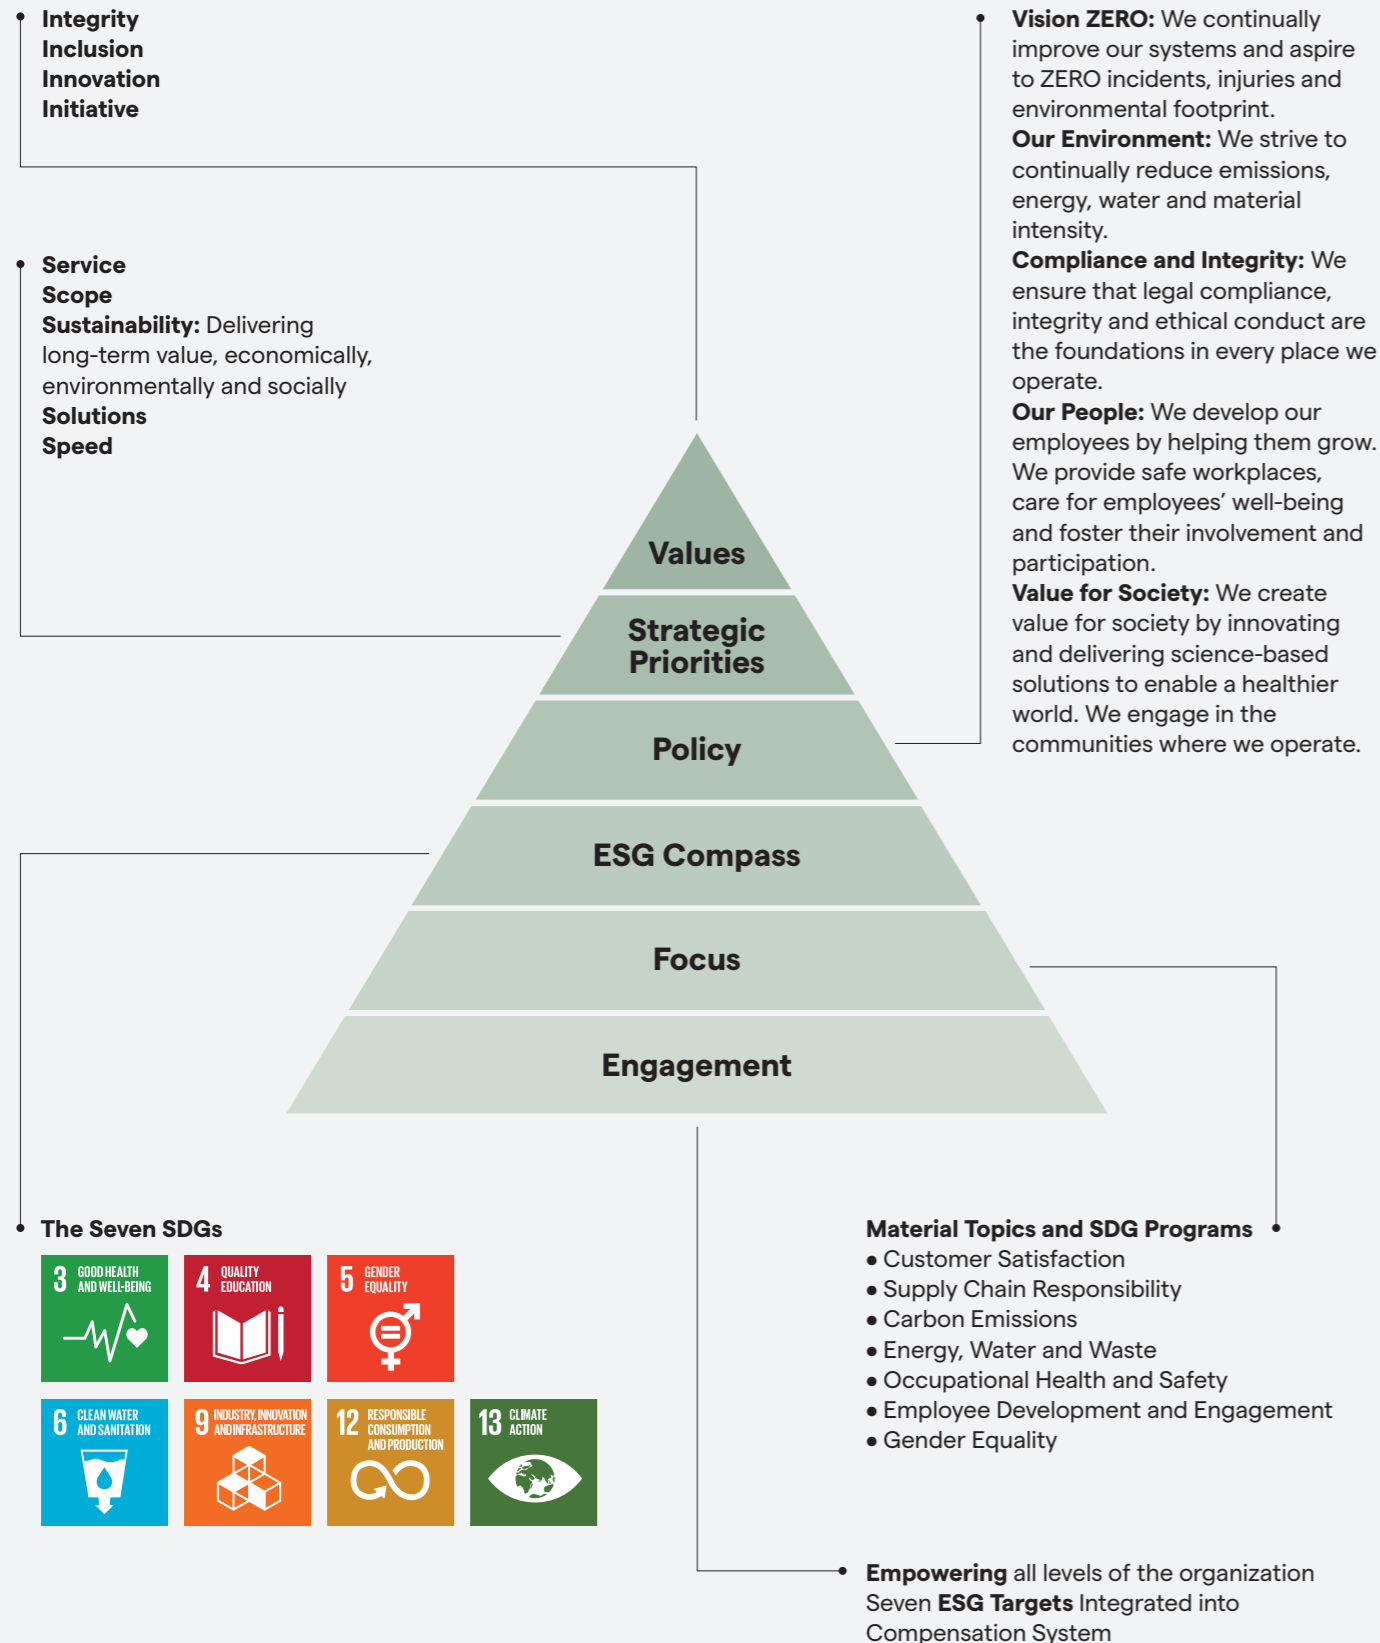 Integrity
Inclusion
Innovation
Initiative
Service
Scope
Sustainability: Delivering
long-term value, economically,
environmentally and socially
Solutions
Speed
Vision ZERO: We continually
improve our systems and aspire
to ZERO incidents, injuries and
environmental footprint.
Our Environment: We strive to
continually reduce emissions,
energy, water and material
intensity.
Compliance and Integrity: We
ensure that legal compliance,
integrity and ethical conduct are
the foundations in every place we
operate.
Our People: We develop our
employees by helping them grow.
We provide safe workplaces,
care for employees’ well-being
and foster their involvement and
participation.
Value for Society: We create
value for society by innovating
and delivering science-based
solutions to enable a healthier
world. We engage in the
communities where we operate.
Values
Strategic
Priorities
Policy
ESG Compass
Focus
Engagement
The Seven SDGs
3 GOOD HEALTH
AND WELL-BEING
4 QUALITY
EDUCATION
5 GENDER
EQUALITY
6 CLEAN WATER
AND SANITATION
9 INDUSTRY, INNOVATION
AND INFRASTRUCTURE
12 RESPONSIBLE
CONSUMPTION
AND PRODUCTION
13 CLIMATE
ACTION
Material Topics and SDG Programs
• Customer Satisfaction
• Supply Chain Responsibility
• Carbon Emissions
• Energy, Water and Waste
• Occupational Health and Safety
• Employee Development and Engagement
• Gender Equality
Empowering all levels of the organization
Seven ESG Targets Integrated into
Compensation System